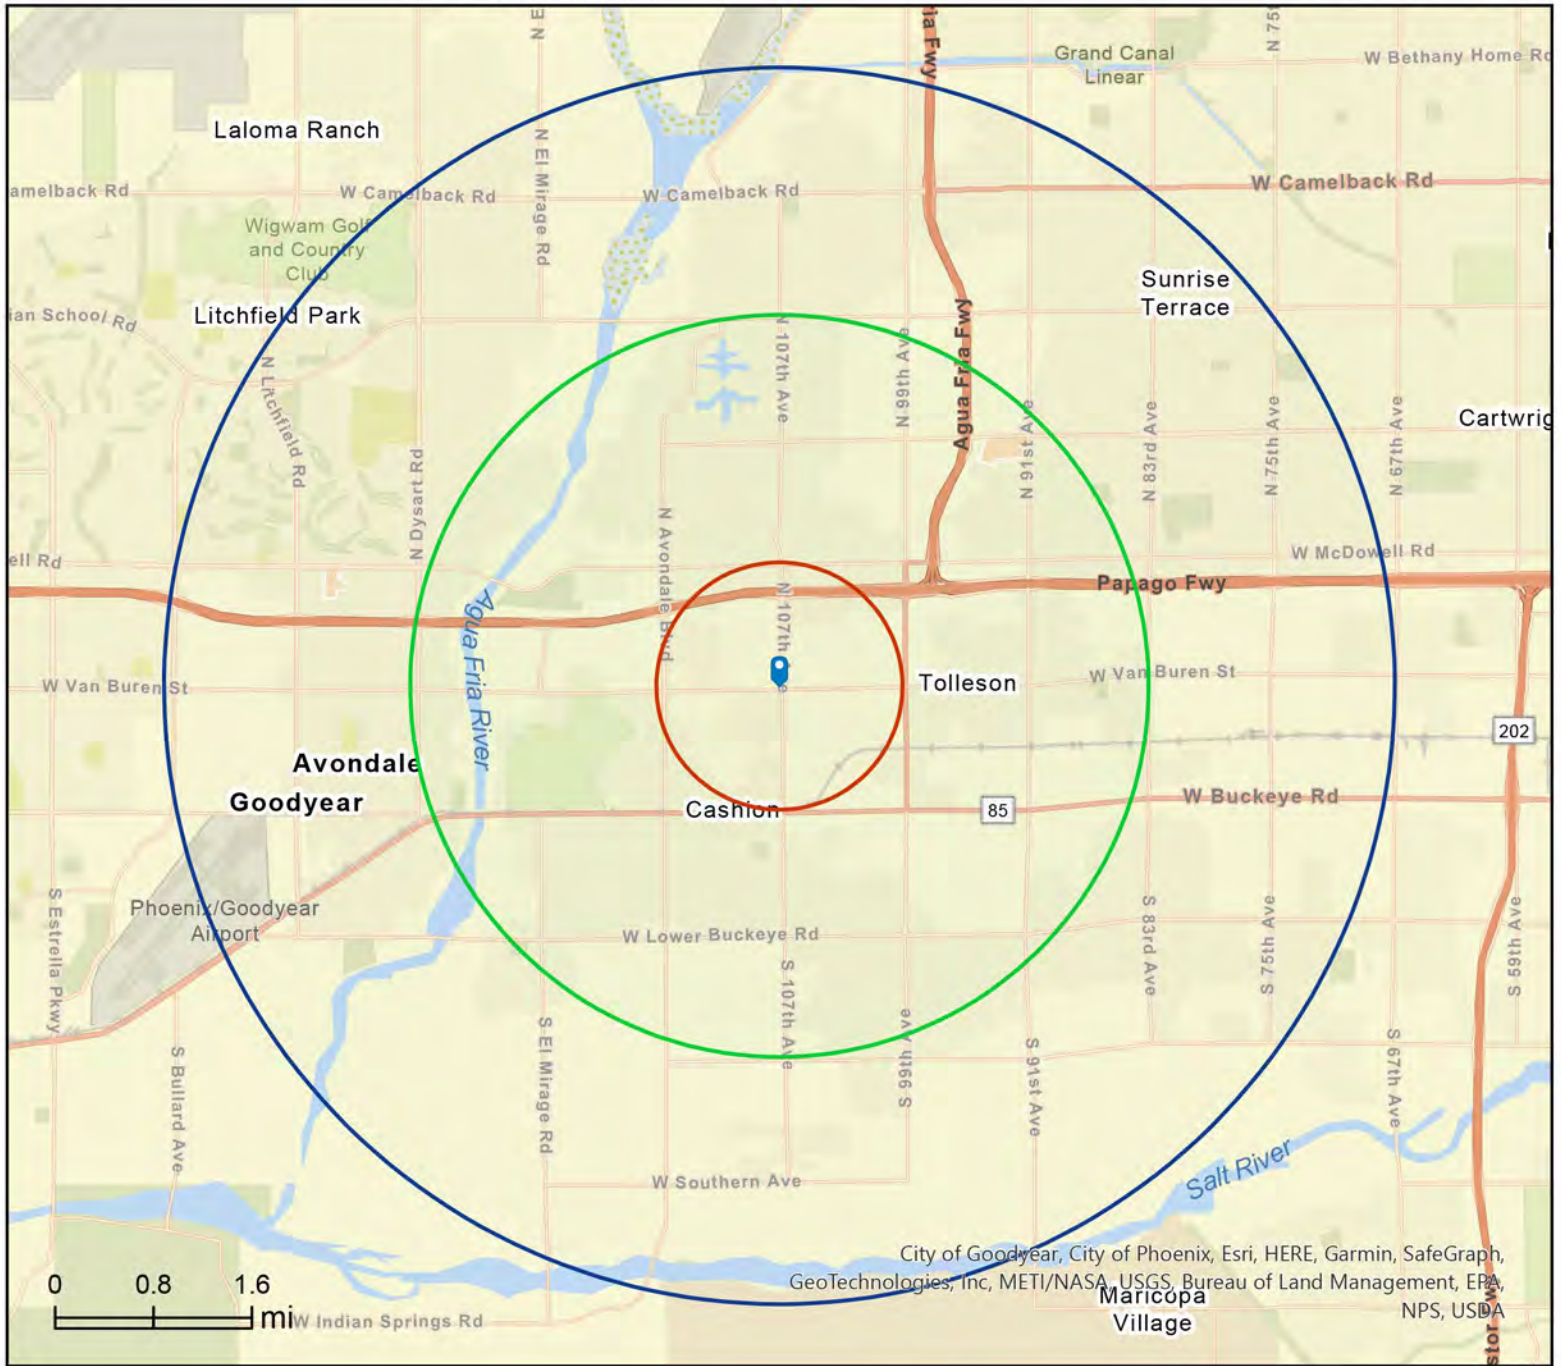 N E
ia Fwy
Grand Canal
Linear
N 75t
W Bethany Home Rd
Laloma Ranch
N El Mirage Rd
amelback Rd
W Camelback Rd
W Camelback Rd
W Camelback Rd
Wigwam Golf
and Country
Club
Sunrise
Terrace
ian School Rd
Litchfield Park
N 107th Ave
N 99th Ave
Agua Fria Fwy
N Litchfield Rd
N Dysart Rd
N 91st Ave
N 83rd Ave
N 75th Ave
N 67th Ave
Cartwrig
ell Rd
N Avondale Blvd
W McDowell Rd
Papago Fwy
N 107th Ave
Agua Fria River
W Van Buren St
Tolleson
W Van Buren St
202
Avondale
Goodyear
Cashion
85
W Buckeye Rd
Phoenix/Goodyear
Airport
S Estrella Pkwy
W Lower Buckeye Rd
S 83rd Ave
S 75th Ave
S 59th Ave
S 107th Ave
S 99th Ave
S Bullard Ave
S El Mirage Rd
S 91st Ave
S 67th Ave
W Southern Ave
Salt River
City of Goodyear, City of Phoenix, Esri, HERE, Garmin, SafeGraph,
GeoTechnologies, Inc, METI/NASA, USGS, Bureau of Land Management, EPA,
NPS, USDA
Maricopa
Village
0 0.8 1.6
mi
W Indian Springs Rd